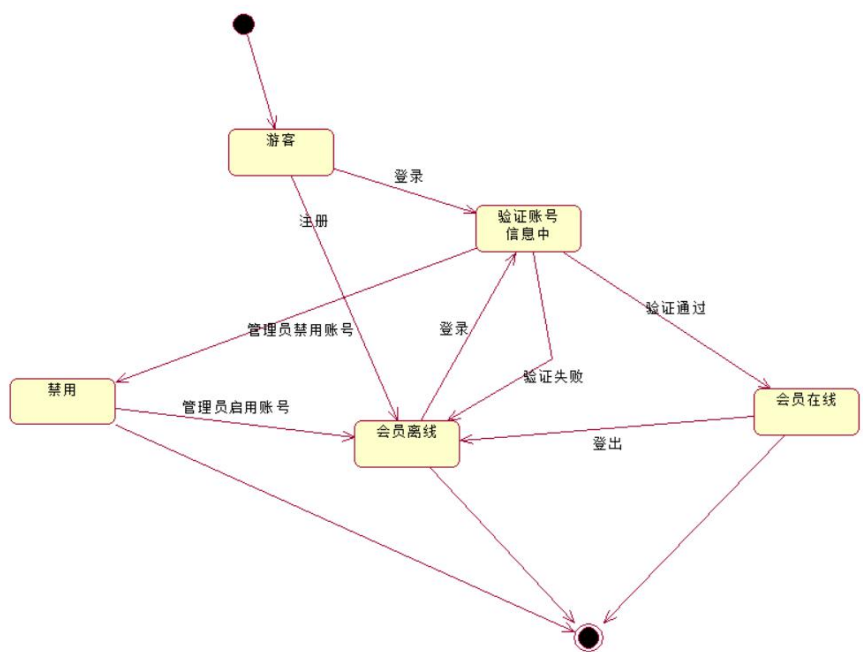 游客
登录
验证账号
信息中
注册
验证通过
管理员禁用账号
登录
验证失败
禁用
管理员启用账号
会员离线
会员在线
登出